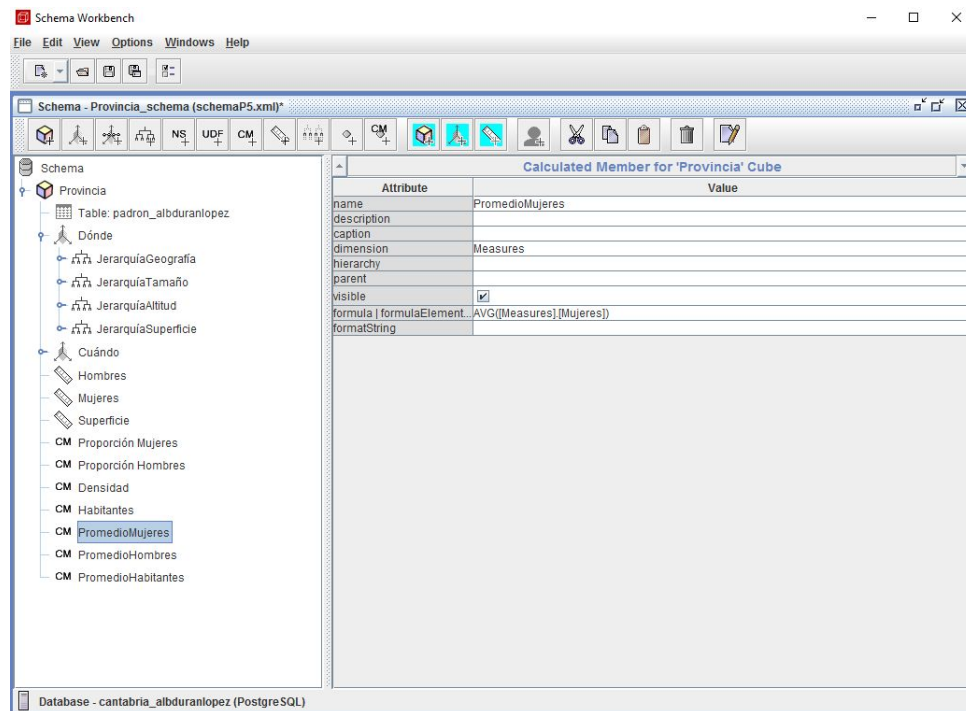 Schema Workbench
File Edit View Options Windows Help
Schema - Provincia_schema (schemaP5.xml)*
NS UDF CM CM
Schema
Provincia
Table: padron_albduranlopez
Dónde
JerarquíaGeografía
JerarquíaTamaño
JerarquíaAltitud
JerarquíaSuperficie
Cuándo
Hombres
Mujeres
Superficie
CM Proporción Mujeres
CM Proporción Hombres
CM Densidad
CM Habitantes
CM PromedioMujeres
CM PromedioHombres
CM PromedioHabitantes
Calculated Member for 'Provincia' Cube
Attribute Value
name PromedioMujeres
description
caption
dimension Measures
hierarchy
parent
visible
formula | formulaElement... AVG([Measures].[Mujeres])
formatString
Database - cantabria_albduranlopez (PostgreSQL)